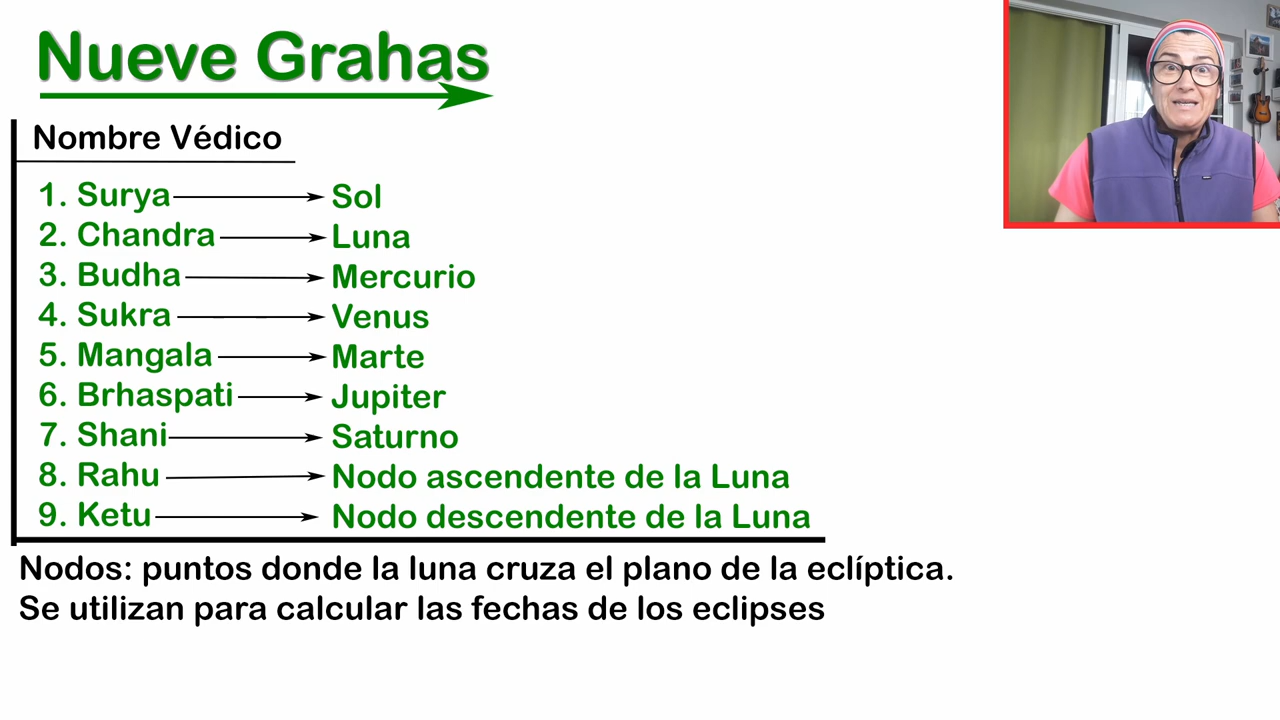 Nueve Grahas
Nombre Védico
1. Surya Sol
2. Chandra Luna
3. Budha Mercurio
4. Sukra Venus
5. Mangala Marte
6. Brhaspati Jupiter
7. Shani Saturno
8. Rahu Nodo ascendente de la Luna
9. Ketu Nodo descendente de la Luna
Nodos: puntos donde la luna cruza el plano de la eclíptica.
Se utilizan para calcular las fechas de los eclipses